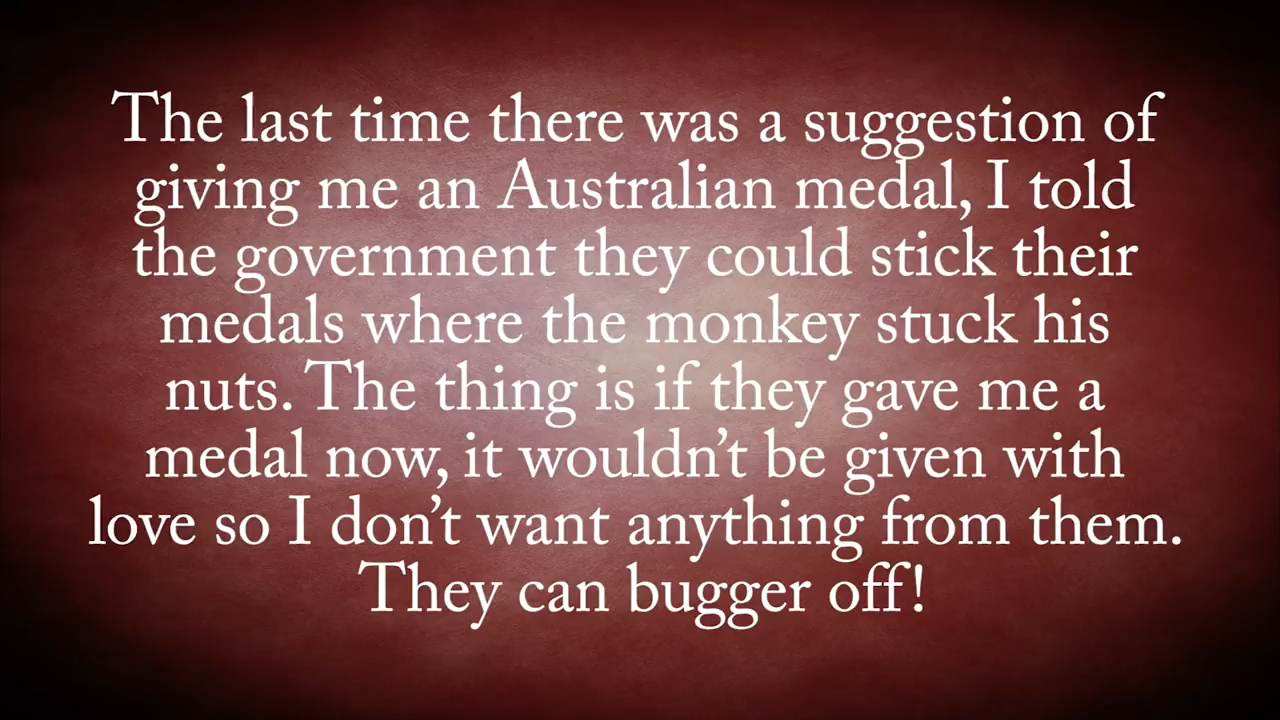 The last time there was a suggestion of
giving me an Australian medal, I told
the government they could stick their
medals where the monkey stuck his
nuts. The thing is if they gave me a
medal now, it wouldn’t be given with
love so I don’t want anything from them.
They can bugger off!